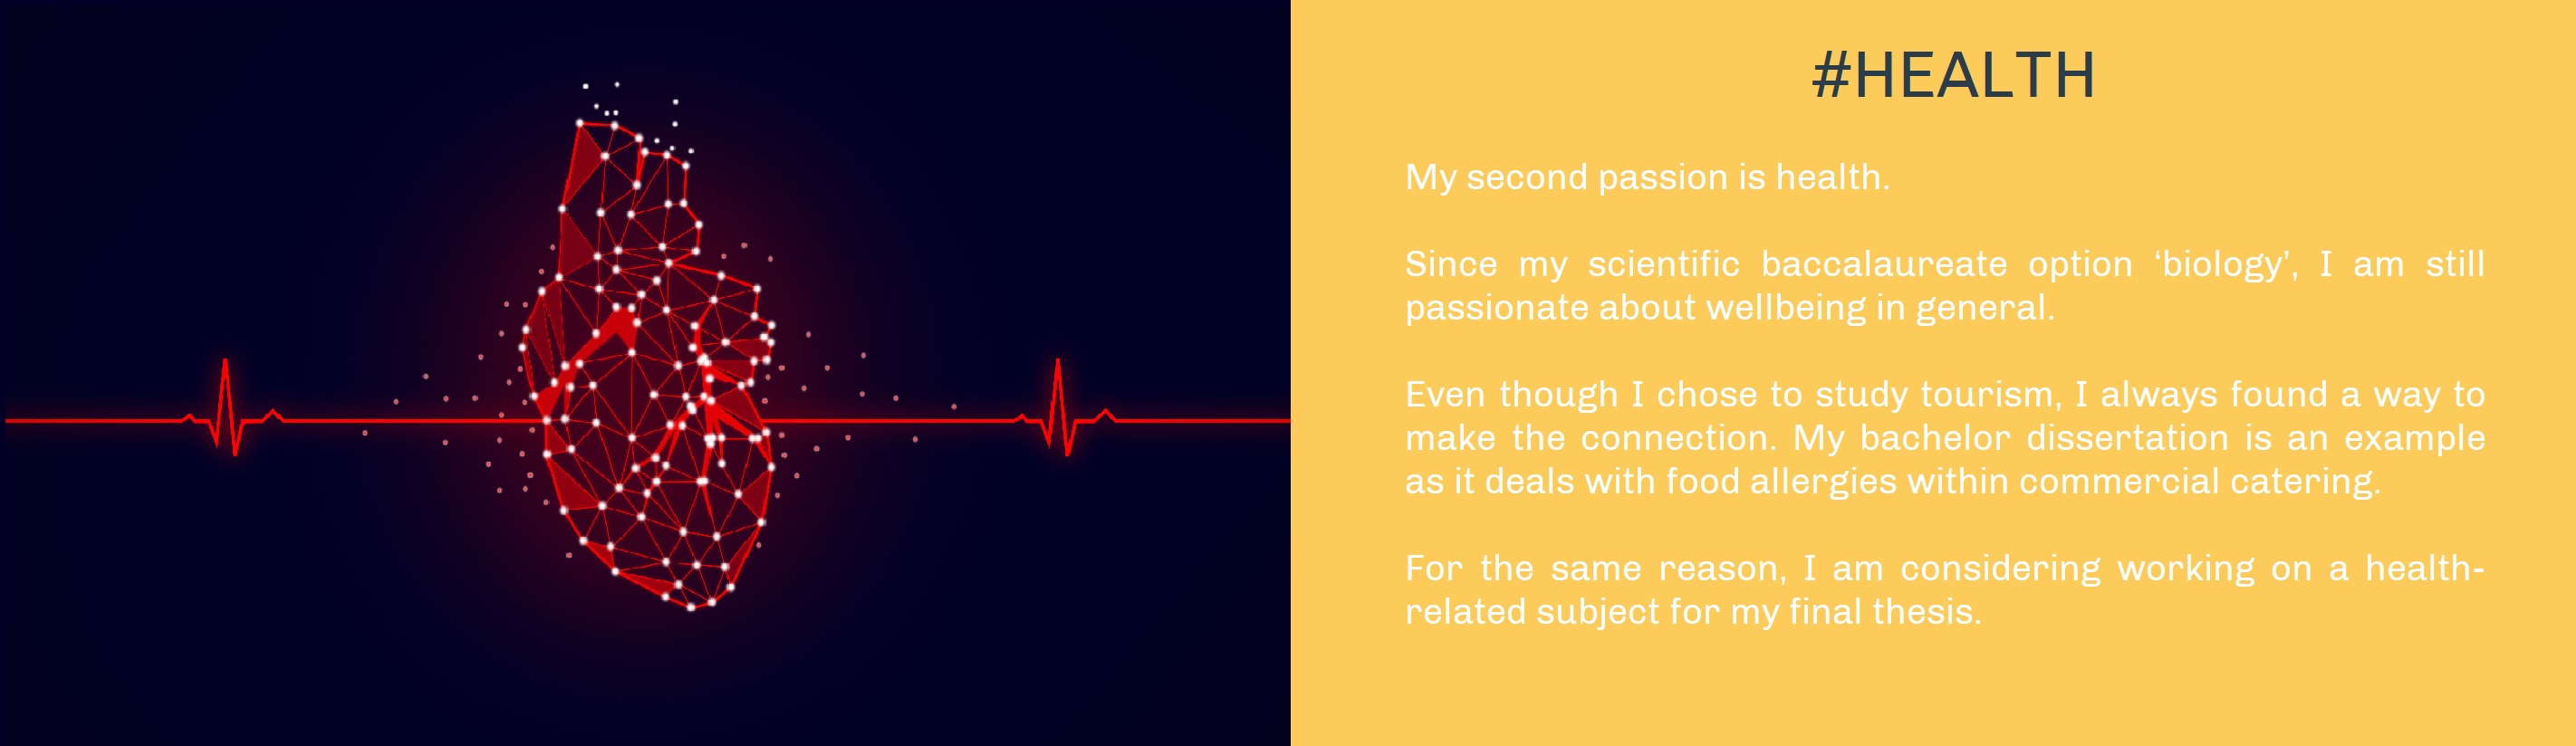 #HEALTH
My second passion is health.
Since my scientific baccalaureate option ‘biology’, I am still
passionate about wellbeing in general.
Even though I chose to study tourism, I always found a way to
make the connection. My bachelor dissertation is an example
as it deals with food allergies within commercial catering.
For the same reason, I am considering working on a health-
related subject for my final thesis.